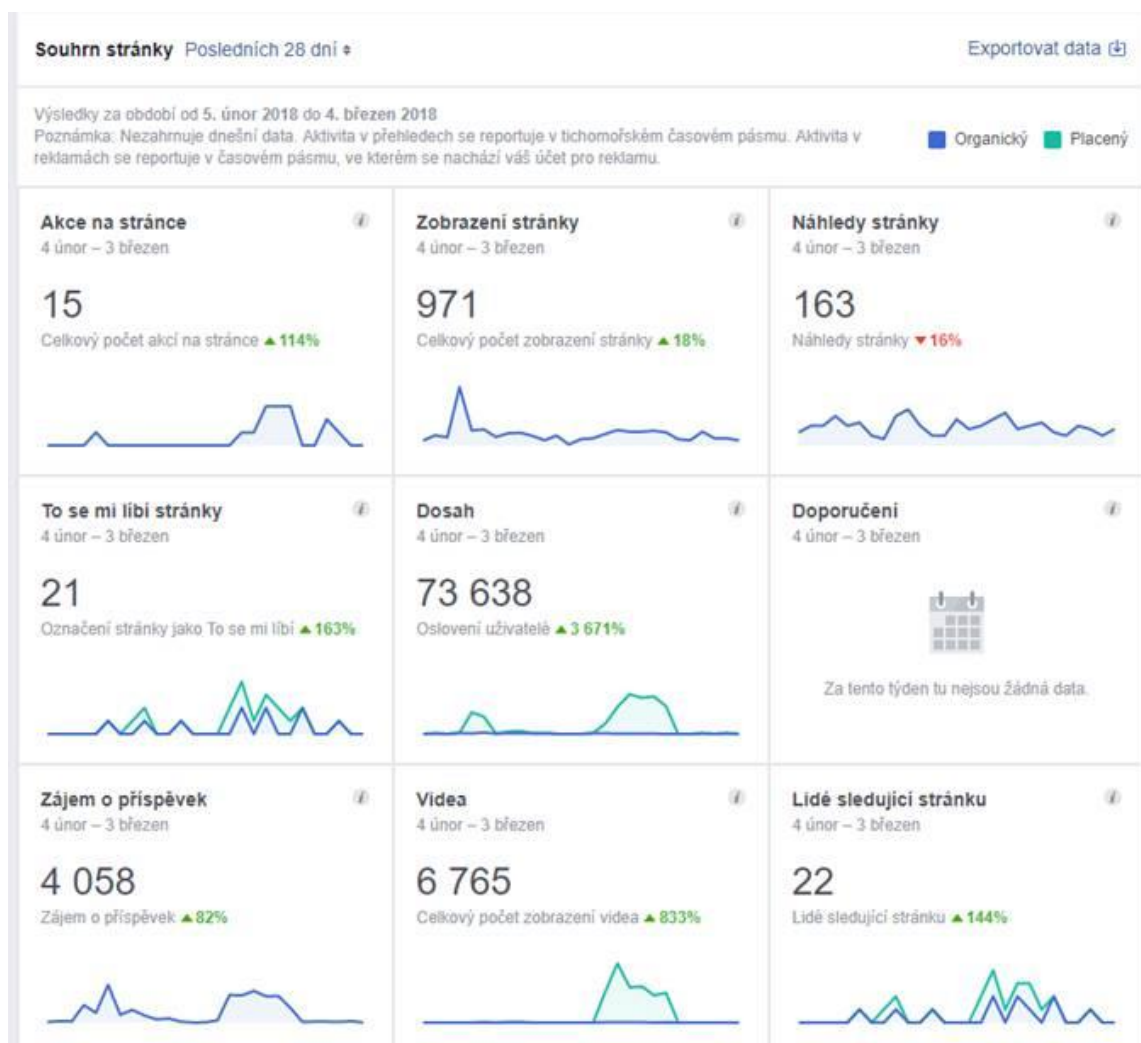 Souhrn stránky Posledních 28 dní
Exportovat data
Výsledky za období od 5. únor 2018 do 4. březen 2018
Poznámka: Nezahrnuje dnešní data. Aktivita v přehledech se reportuje v tichomořském časovém pásmu. Aktivita v
reklamách se reportuje v časovém pásmu, ve kterém se nachází váš účet pro reklamu.
Organický Placený
Akce na stránce
4 únor – 3 březen
15
Celkový počet akcí na stránce ▲ 114%
Zobrazení stránky
4 únor – 3 březen
971
Celkový počet zobrazení stránky ▲ 18%
Náhledy stránky
4 únor – 3 březen
163
Náhledy stránky ▼ 16%
To se mi líbí stránky
4 únor – 3 březen
21
Označení stránky jako To se mi líbí ▲ 163%
Dosah
4 únor – 3 březen
73 638
Oslovení uživatelé ▲ 3 671%
Doporučení
4 únor – 3 březen
Za tento týden tu nejsou žádná data.
Zájem o příspěvek
4 únor – 3 březen
4 058
Zájem o příspěvek ▲ 82%
Videa
4 únor – 3 březen
6 765
Celkový počet zobrazení videa ▲ 833%
Lidé sledující stránku
4 únor – 3 březen
22
Lidé sledující stránku ▲ 144%